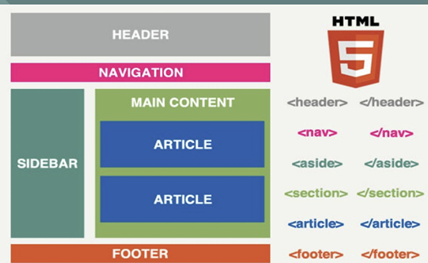 HEADER
NAVIGATION
SIDEBAR
MAIN CONTENT
ARTICLE
ARTICLE
FOOTER
HTML
5
<header> </header>
<nav> </nav>
<aside> </aside>
<section> </section>
<article> </article>
<footer> </footer>